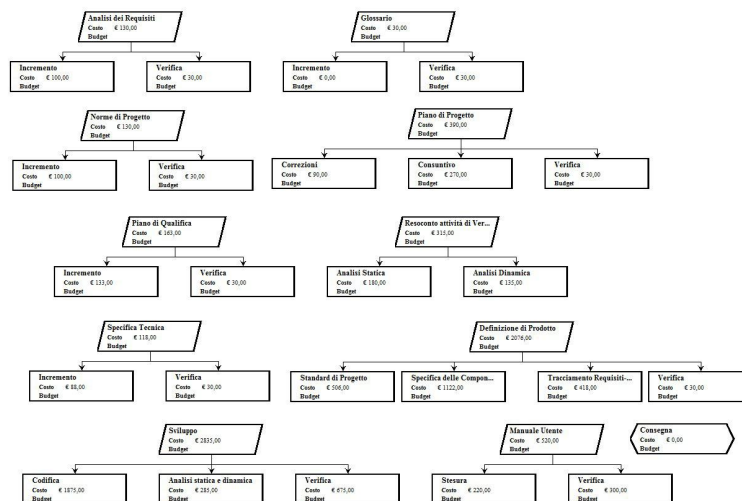 Analisi dei Requisiti
Costo € 130,00
Budget
Glossario
Costo € 30,00
Budget
Incremento
Costo € 100,00
Budget
Verifica
Costo € 30,00
Budget
Incremento
Costo € 0,00
Budget
Verifica
Costo € 30,00
Budget
Norme di Progetto
Costo € 130,00
Budget
Piano di Progetto
Costo € 390,00
Budget
Incremento
Costo € 100,00
Budget
Verifica
Costo € 30,00
Budget
Correzioni
Costo € 90,00
Budget
Consuntivo
Costo € 270,00
Budget
Verifica
Costo € 30,00
Budget
Piano di Qualifica
Costo € 163,00
Budget
Resoconto attività di Ver...
Costo € 315,00
Budget
Incremento
Costo € 133,00
Budget
Verifica
Costo € 30,00
Budget
Analisi Statica
Costo € 180,00
Budget
Analisi Dinamica
Costo € 135,00
Budget
Specifica Tecnica
Costo € 118,00
Budget
Definizione di Prodotto
Costo € 2076,00
Budget
Incremento
Costo € 88,00
Budget
Verifica
Costo € 30,00
Budget
Standard di Progetto
Costo € 506,00
Budget
Specifica delle Compon...
Costo € 1122,00
Budget
Tracciamento Requisiti-...
Costo € 418,00
Budget
Verifica
Costo € 30,00
Budget
Sviluppo
Costo € 2835,00
Budget
Manuale Utente
Costo € 520,00
Budget
Consegna
Costo € 0,00
Budget
Codifica
Costo € 1875,00
Budget
Analisi statica e dinamica
Costo € 285,00
Budget
Verifica
Costo € 675,00
Budget
Stesura
Costo € 220,00
Budget
Verifica
Costo € 300,00
Budget